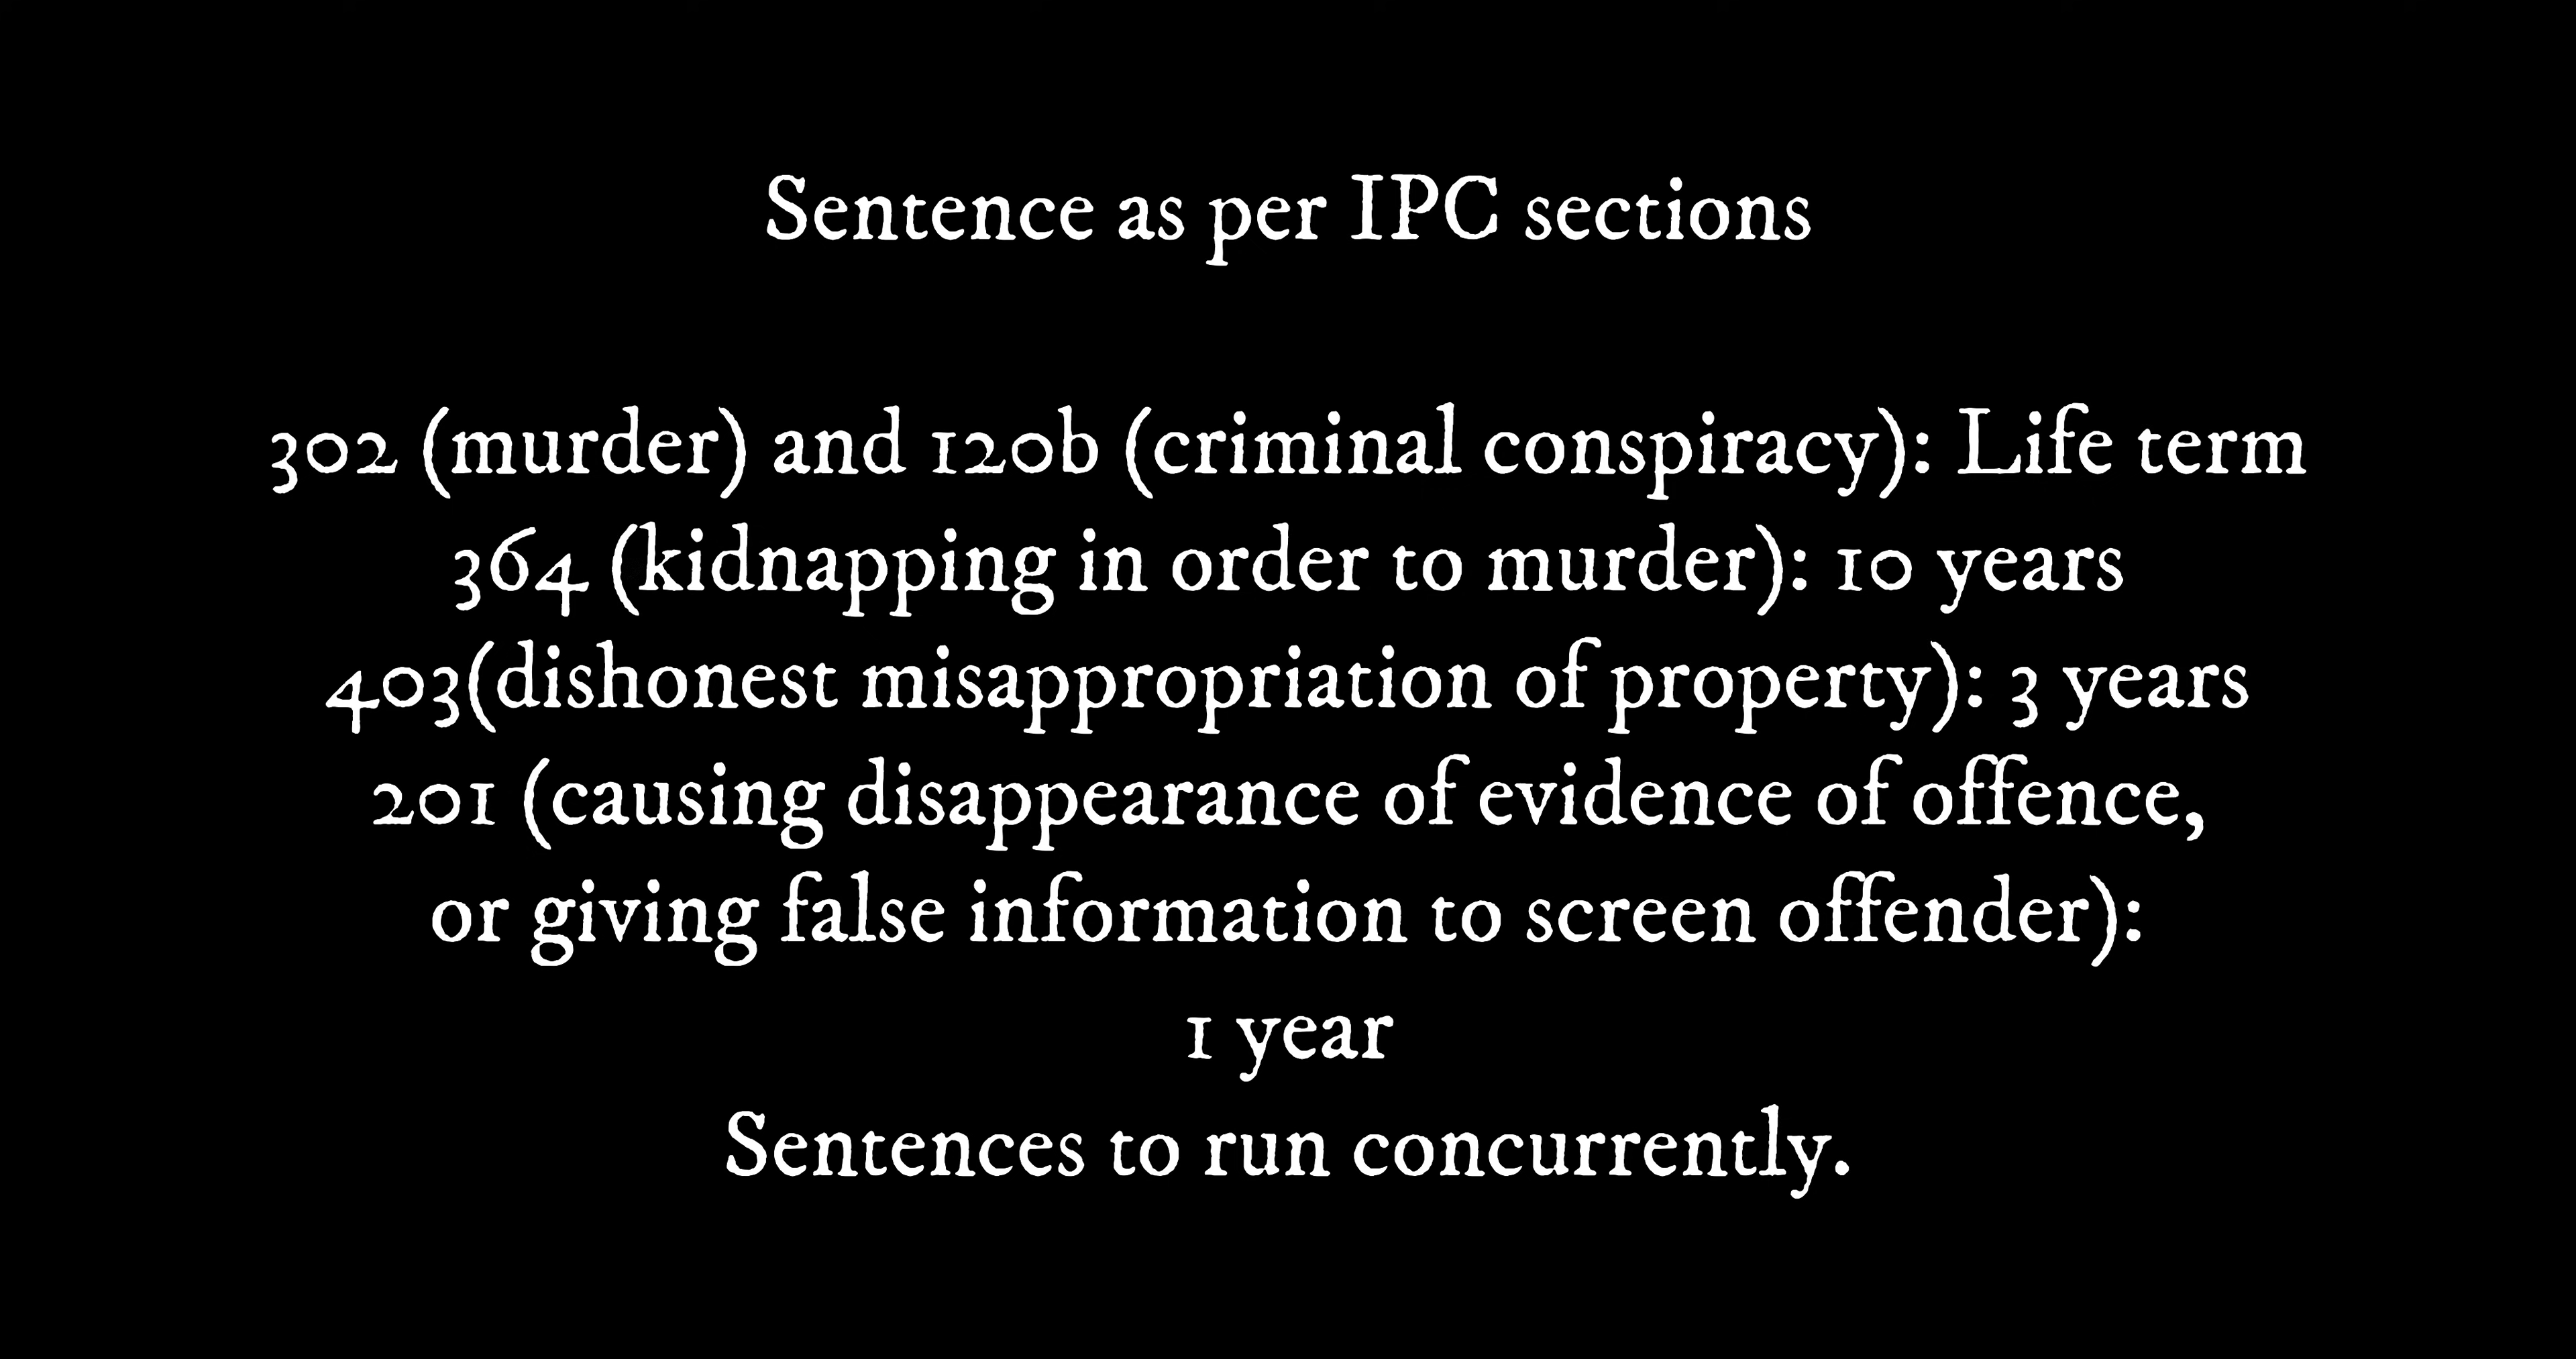 Sentence as per IPC sections
302 (murder) and 120b (criminal conspiracy): Life term
364 (kidnapping in order to murder): 10 years
403(dishonest misappropriation of property): 3 years
201 (causing disappearance of evidence of offence,
or giving false information to screen offender):
1 year
Sentences to run concurrently.